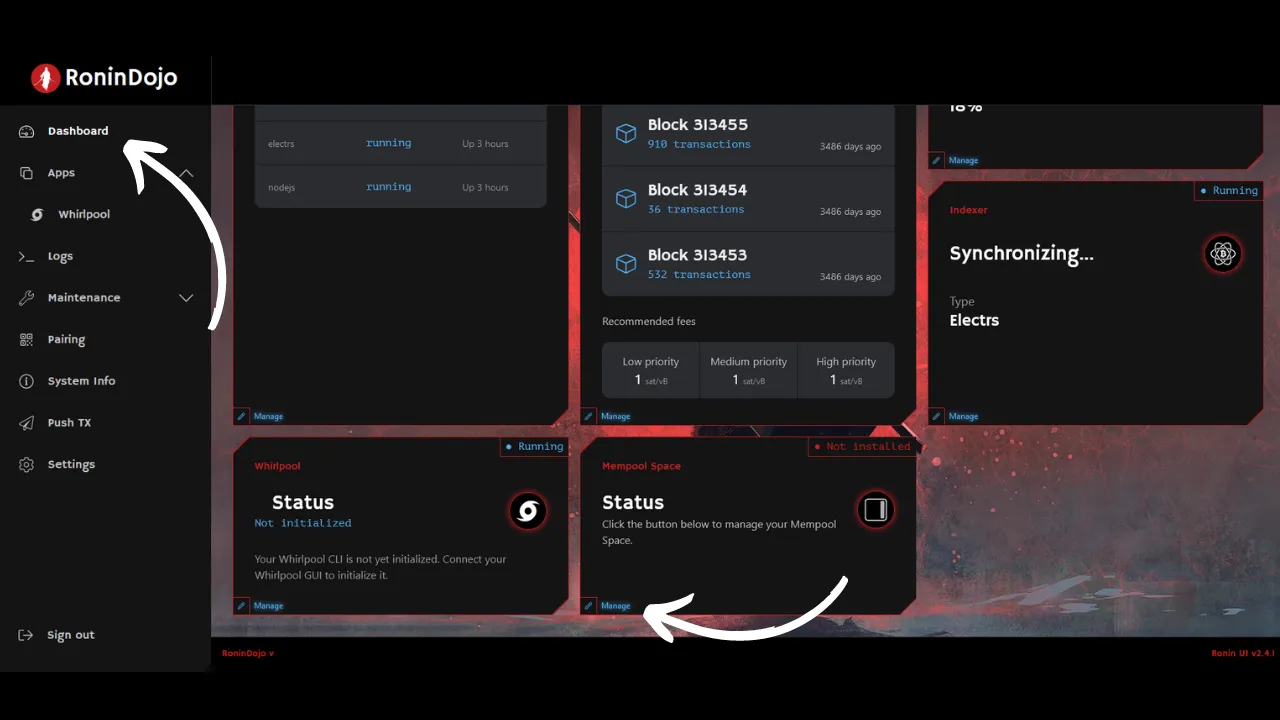 RoninDojo
Dashboard
Apps
Whirlpool
Logs
Maintenance
Pairing
System Info
Push TX
Settings
Sign out
electrs running Up 3 hours
nodejs running Up 3 hours
Manage
Block 313455
910 transactions 3486 days ago
Block 313454
36 transactions 3486 days ago
Block 313453
532 transactions 3486 days ago
Recommended fees
Low priority Medium priority High priority
1 sat/vB 1 sat/vB 1 sat/vB
Manage
18%
Manage
Running
Indexer
Synchronizing...
Type
Electrs
Manage
Running
Whirlpool
Status
Not initialized
Your Whirlpool CLI is not yet initialized. Connect your
Whirlpool GUI to initialize it.
Manage
Not installed
Mempool Space
Status
Click the button below to manage your Mempool
Space.
Manage
RoninDojo v
Ronin UI v2.4.1